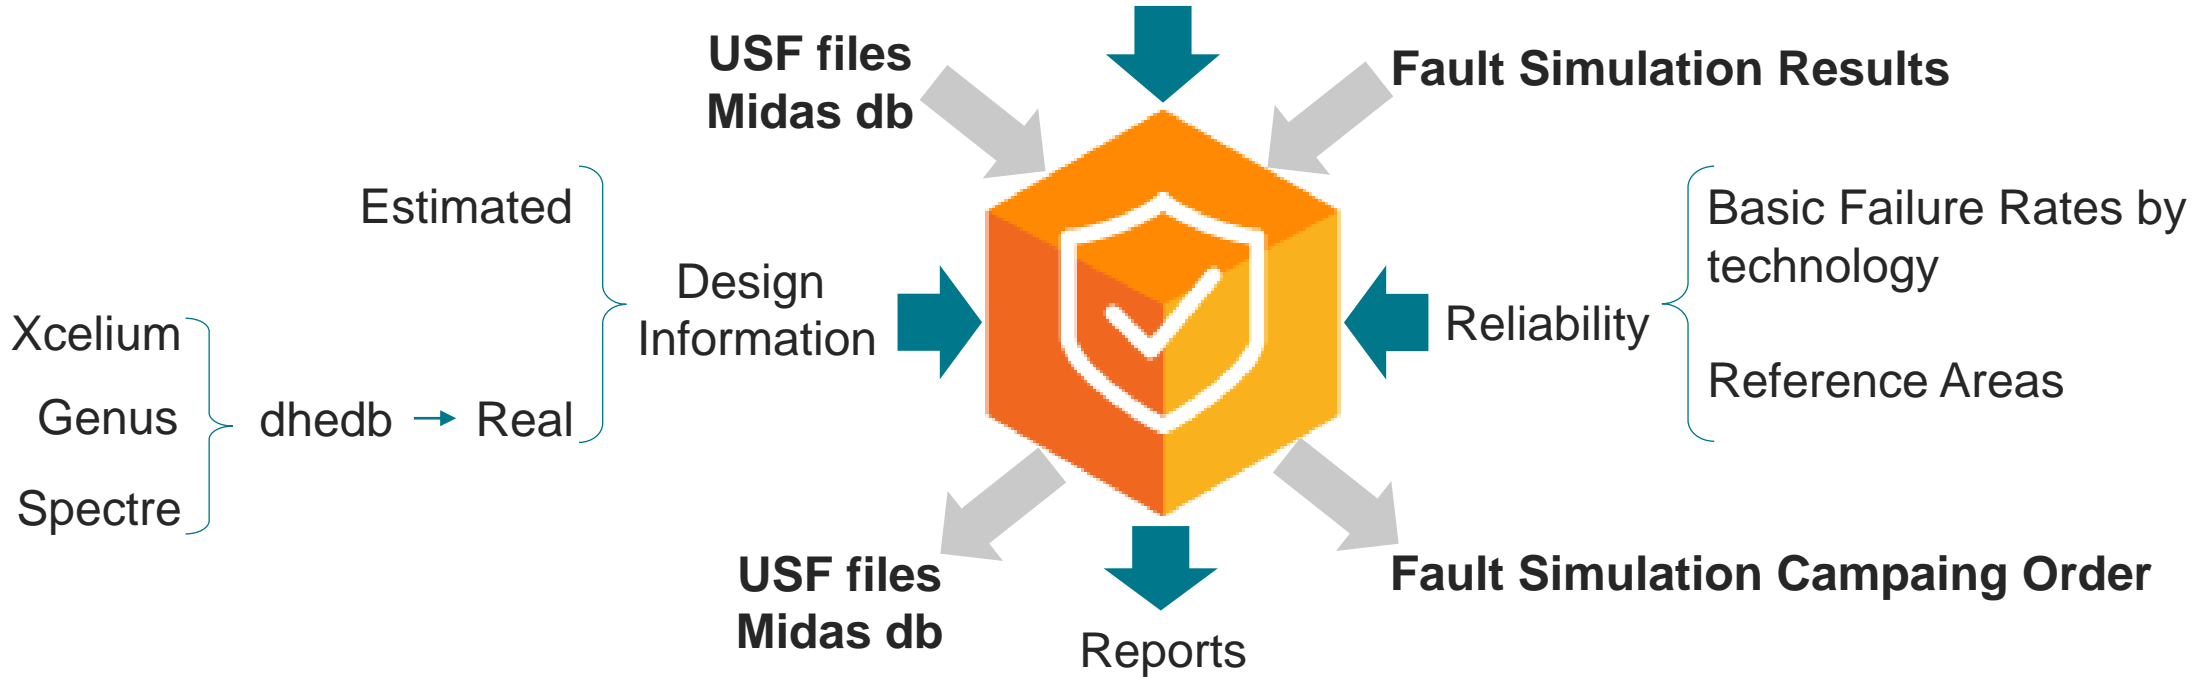 USF files
Midas db
Fault Simulation Results
Estimated
Basic Failure Rates by
technology
Design
Information
Reliability
Xcelium
Genus
Spectre
dhedb
Real
Reference Areas
USF files
Midas db
Reports
Fault Simulation Campaing Order